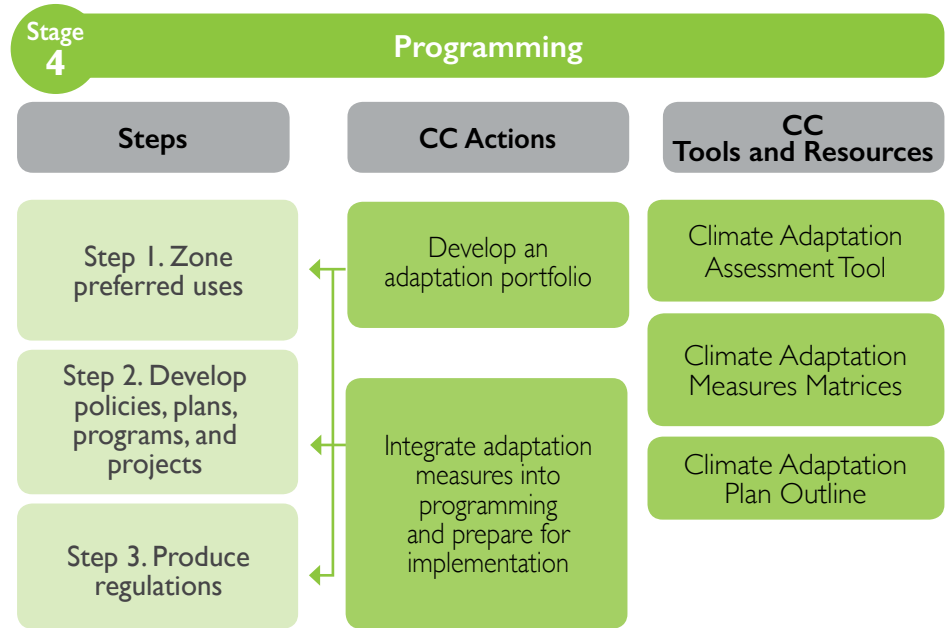 Stage
4
Programming
Steps
CC Actions
CC
Tools and Resources
Step 1. Zone
preferred uses
Step 2. Develop
policies, plans,
programs, and
projects
Step 3. Produce
regulations
Develop an
adaptation portfolio
Integrate adaptation
measures into
programming
and prepare for
implementation
Climate Adaptation
Assessment Tool
Climate Adaptation
Measures Matrices
Climate Adaptation
Plan Outline